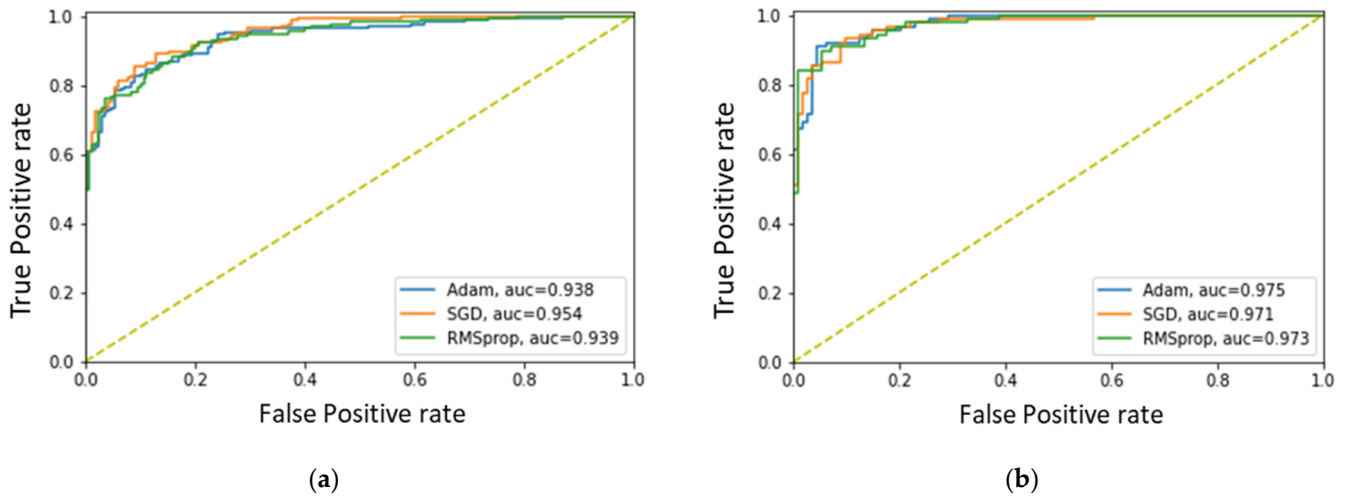 1.0
0.8
0.6
0.4
0.2
0.0
True Positive rate
Adam, auc=0.938
SGD, auc=0.954
RMSprop, auc=0.939
0.0 0.2 0.4 0.6 0.8 1.0
False Positive rate
(a)
1.0
0.8
0.6
0.4
0.2
0.0
True Positive rate
Adam, auc=0.975
SGD, auc=0.971
RMSprop, auc=0.973
0.0 0.2 0.4 0.6 0.8 1.0
False Positive rate
(b)